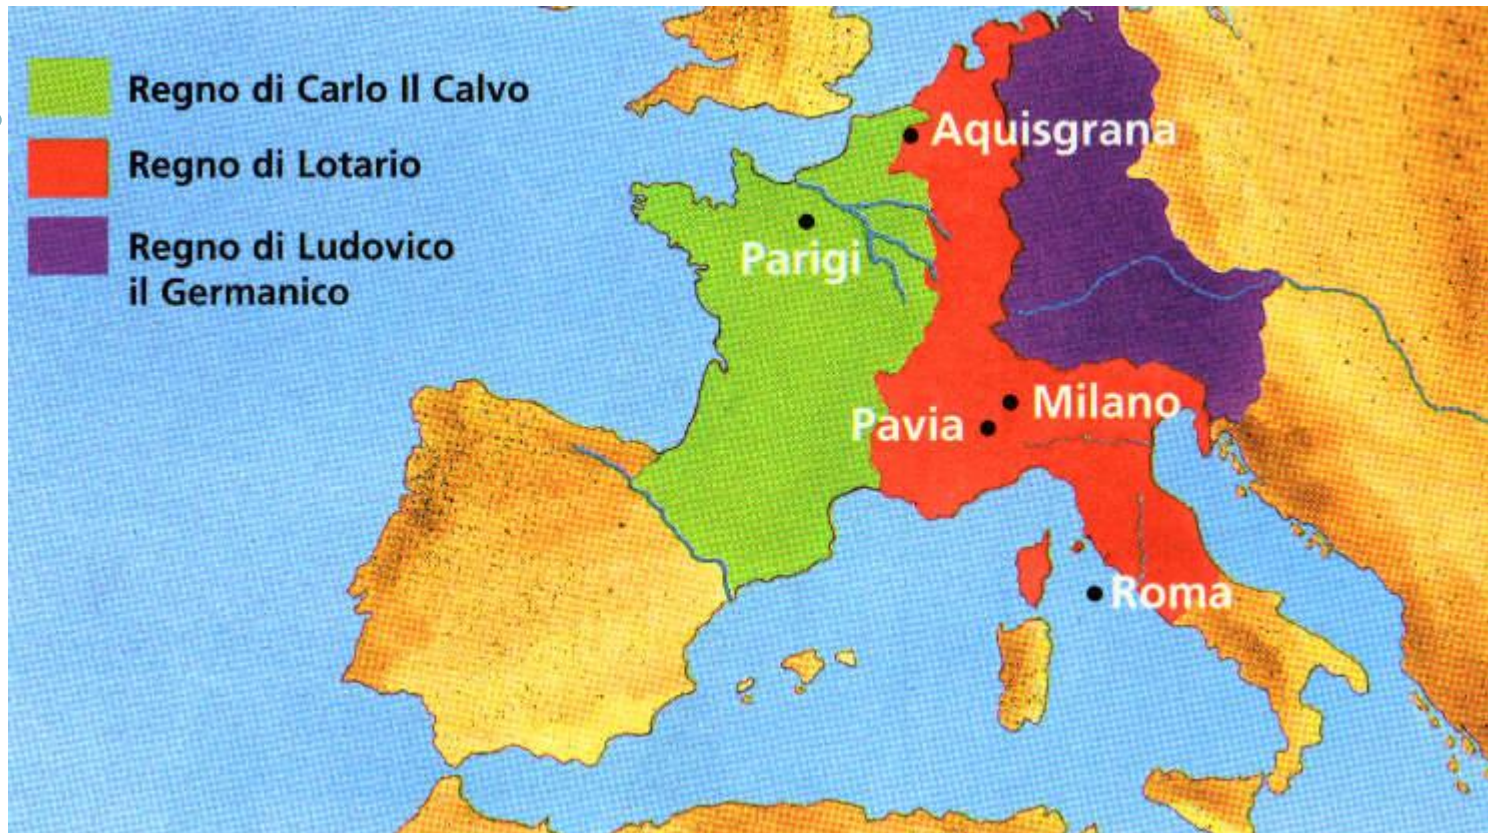 Regno di Carlo Il Calvo
Regno di Lotario
Regno di Ludovico
il Germanico
Aquisgrana
Parigi
Milano
Pavia
Roma